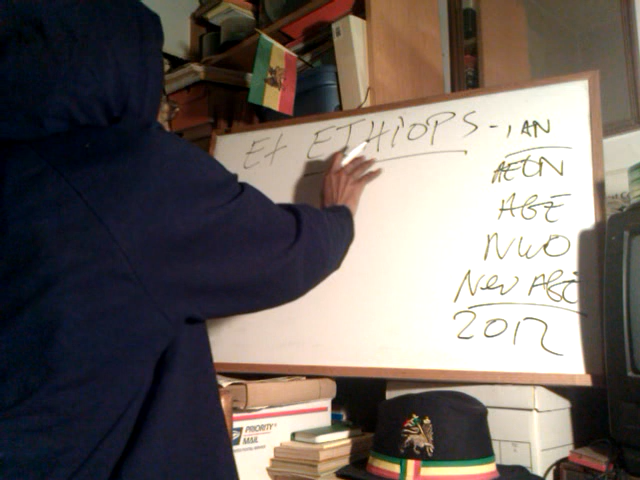 Et ETHIOPS-IAN
AEON
AGE
NWO
New AGE
2012
PRIORITY
MAIL